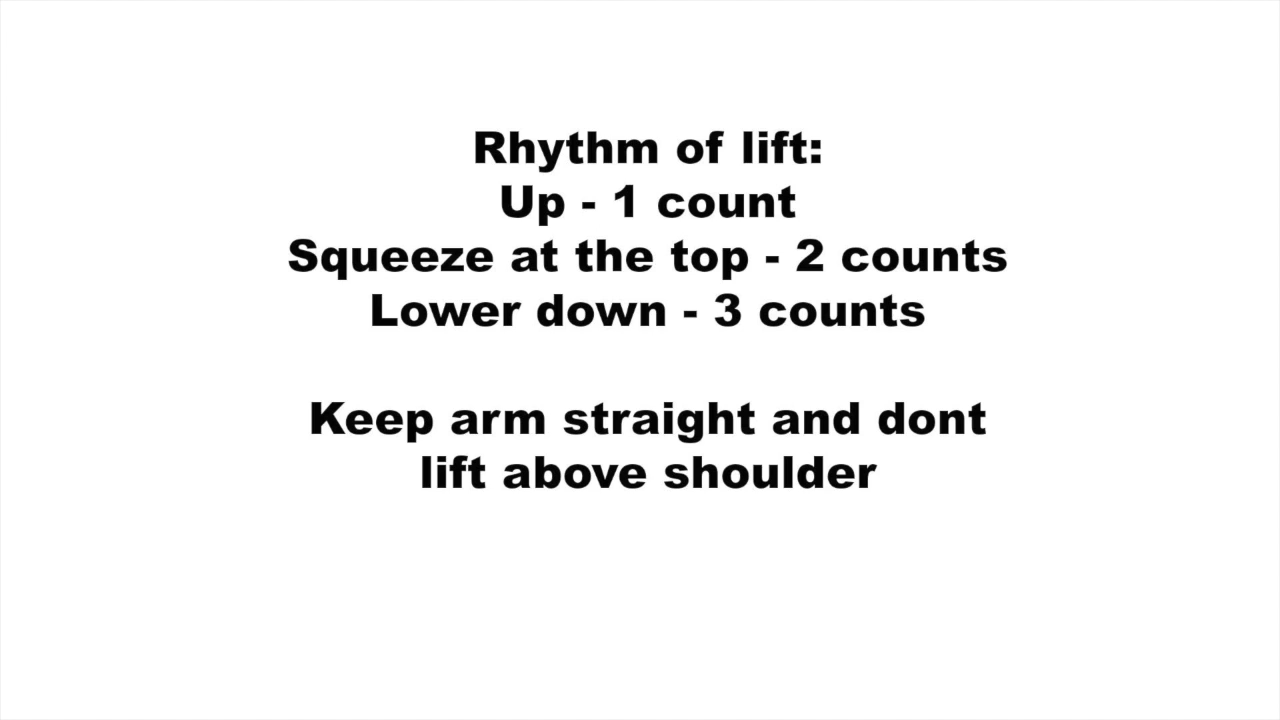 Rhythm of lift:
Up - 1 count
Squeeze at the top - 2 counts
Lower down - 3 counts
Keep arm straight and dont
lift above shoulder